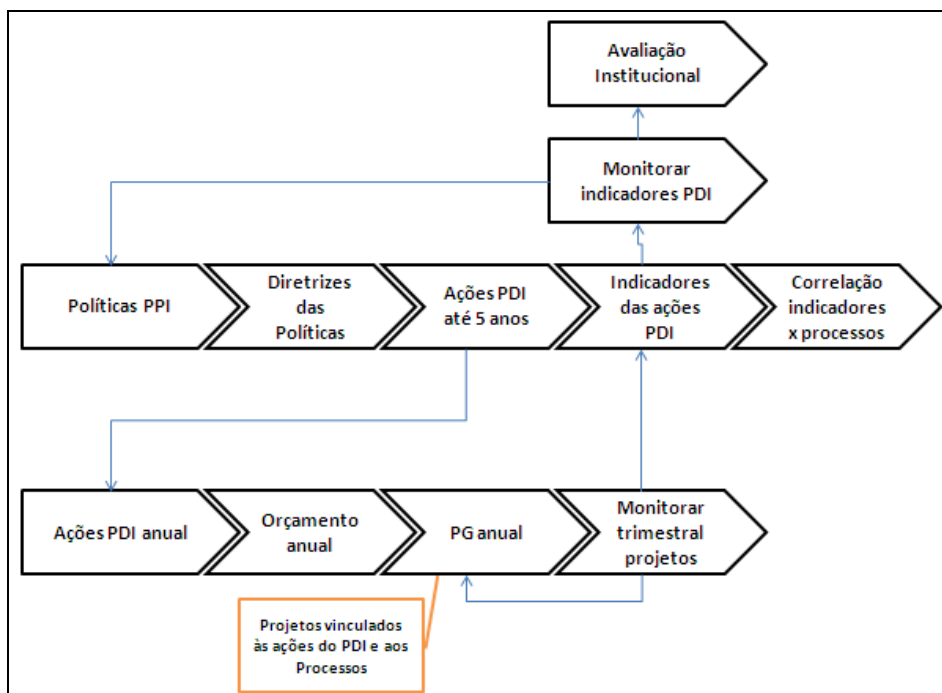 Avaliação
Institucional
Monitorar
indicadores PDI
Políticas PPI
Diretrizes
das
Políticas
Ações PDI
até 5 anos
Indicadores
das ações
PDI
Correlação
indicadores
x processos
Ações PDI anual
Orçamento
anual
PG anual
Monitorar
trimestral
projetos
Projetos vinculados
às ações do PDI e aos
Processos